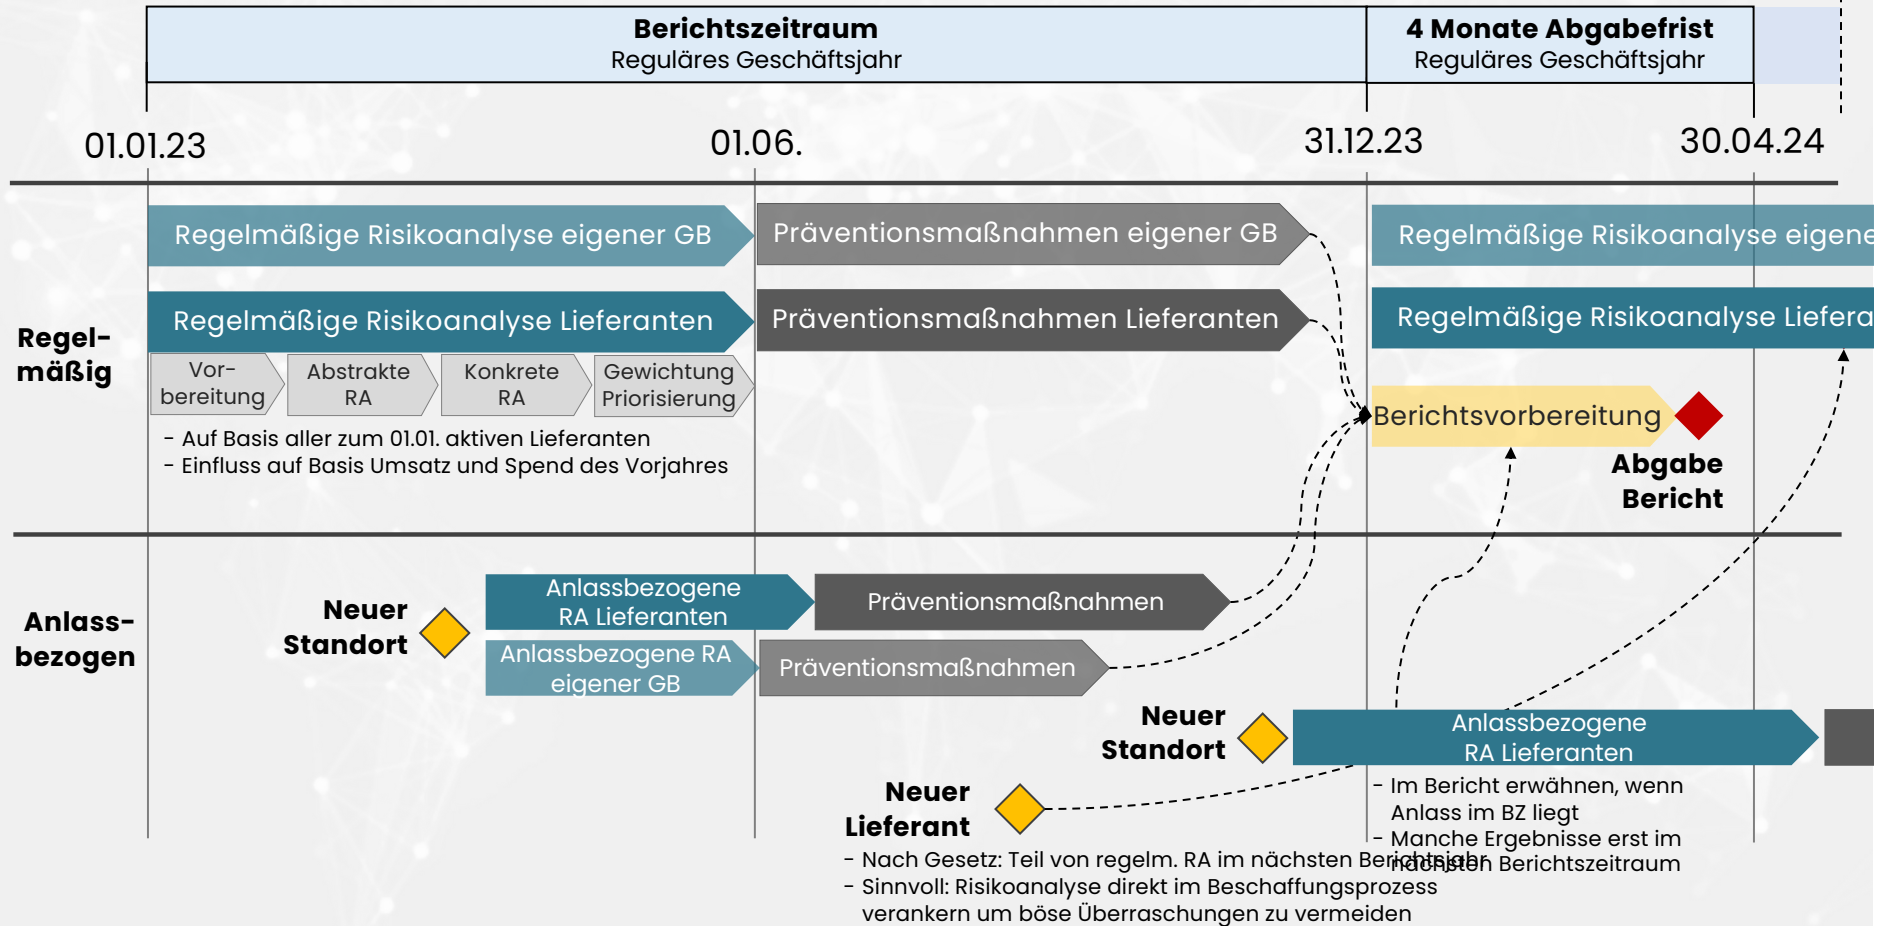 Berichtszeitraum
Reguläres Geschäftsjahr
4 Monate Abgabefrist
Reguläres Geschäftsjahr
01.01.23
01.06.
31.12.23
30.04.24
Regel-
mäßig
Regelmäßige Risikoanalyse eigener GB
Präventionsmaßnahmen eigener GB
Regelmäßige Risikoanalyse eigene
Regelmäßige Risikoanalyse Lieferanten
Präventionsmaßnahmen Lieferanten
Regelmäßige Risikoanalyse Liefera
Vor-
bereitung
Abstrakte
RA
Konkrete
RA
Gewichtung
Priorisierung
- Auf Basis aller zum 01.01. aktiven Lieferanten
- Einfluss auf Basis Umsatz und Spend des Vorjahres
Berichtsvorbereitung
Abgabe
Bericht
Anlass-
bezogen
Neuer
Standort
Anlassbezogene
RA Lieferanten
Präventionsmaßnahmen
Anlassbezogene RA
eigener GB
Präventionsmaßnahmen
Neuer
Standort
Anlassbezogene
RA Lieferanten
- Im Bericht erwähnen, wenn
Anlass im BZ liegt
- Manche Ergebnisse erst im
nächsten Berichtszeitraum
Neuer
Lieferant
- Nach Gesetz: Teil von regelm. RA im nächsten Berichtsjahr
- Sinnvoll: Risikoanalyse direkt im Beschaffungsprozess
verankern um böse Überraschungen zu vermeiden